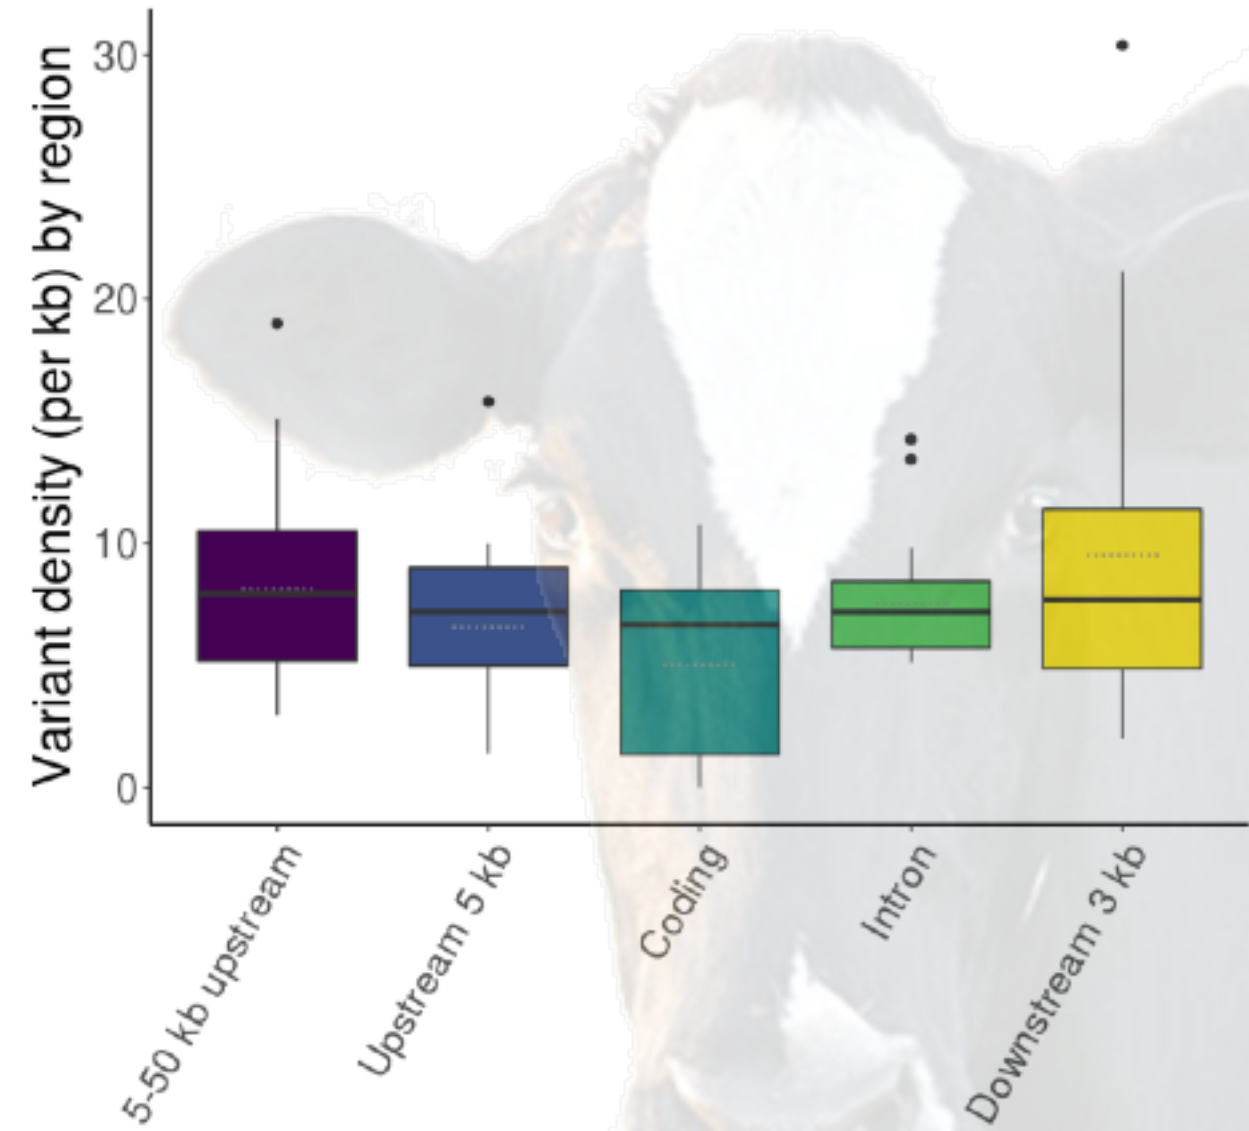 Variant density (per kb) by region
30
20
10
0
5-50 kb upstream
Upstream 5 kb
Coding
Intron
Downstream 3 kb